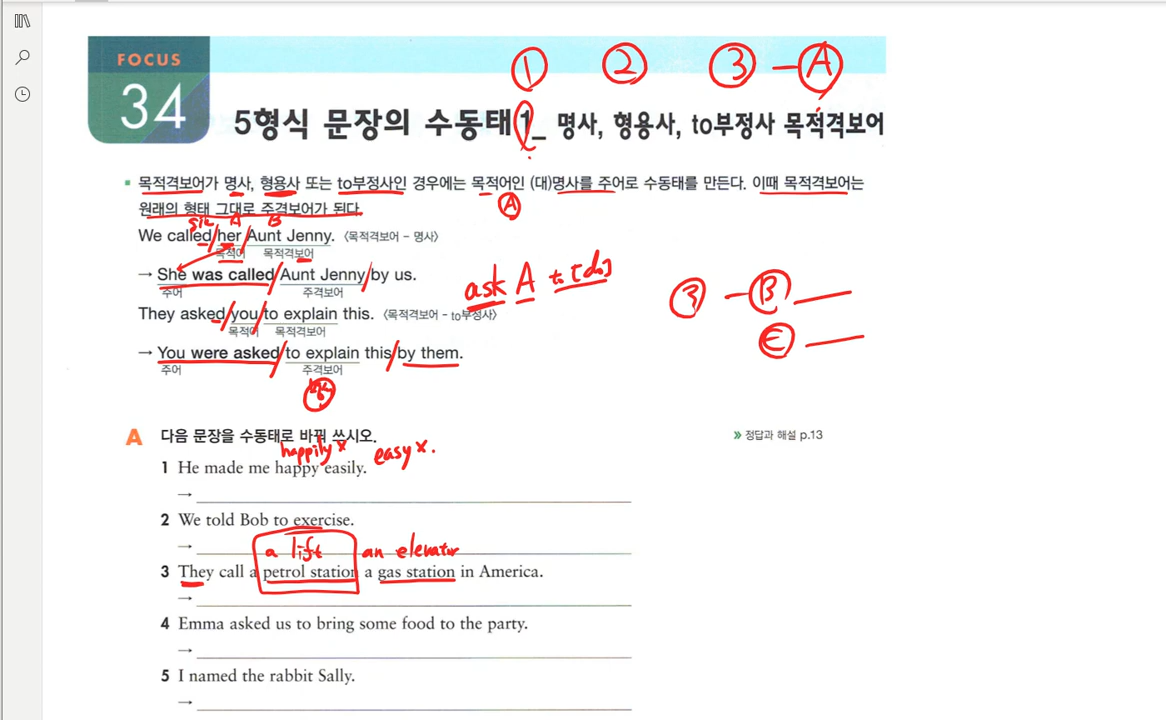 ① ② ③ - Ⓐ
FOCUS
34
5형식 문장의 수동태 1_ 명사, 형용사, to부정사 목적격보어
목적격보어가 명사, 형용사 또는 to부정사인 경우에는 목적어인 (대)명사를 주어로 수동태를 만든다. 이때 목적격보어는
Ⓐ
원래의 형태 그대로 주격보어가 된다.
A B
We called her Aunt Jenny. 〈목적격보어 – 명사〉
목적어 목적격보어
→ She was called Aunt Jenny by us.
주어 주격보어
ask A to [do]
③ - Ⓑ
They asked you to explain this. 〈목적격보어 – to부정사〉
목적어 목적격보어
Ⓒ
→ You were asked to explain this by them.
주어 주격보어
A 다음 문장을 수동태로 바꿔 쓰시오.
» 정답과 해설 p.13
happily × easy ×.
1 He made me happy easily.
→
2 We told Bob to exercise.
→
a lift an elevator
3 They call a petrol station a gas station in America.
→
4 Emma asked us to bring some food to the party.
→
5 I named the rabbit Sally.
→